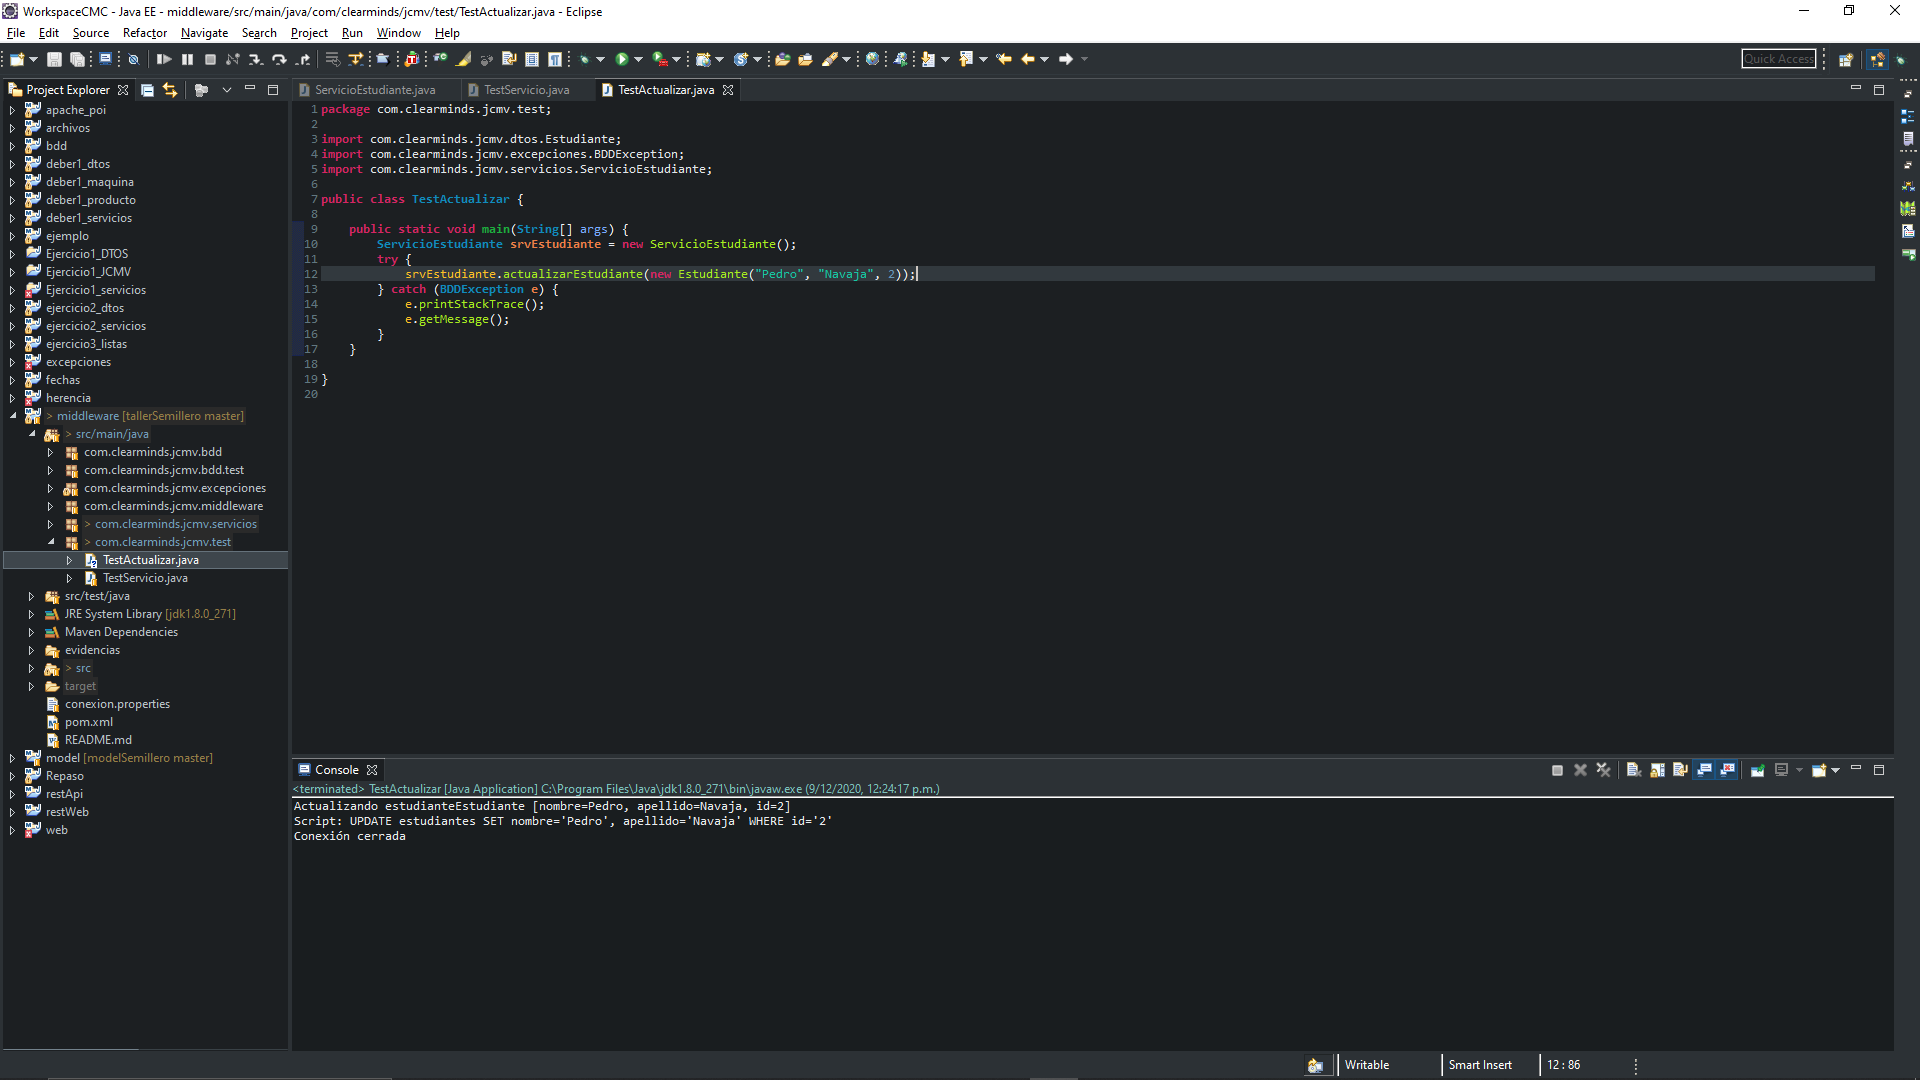 WorkspaceCMC - Java EE - middleware/src/main/java/com/clearminds/jcmv/test/TestActualizar.java - Eclipse
File Edit Source Refactor Navigate Search Project Run Window Help
Quick Access
Project Explorer
ServicioEstudiante.java TestServicio.java TestActualizar.java
apache_poi
archivos
bdd
deber1_dtos
deber1_maquina
deber1_producto
deber1_servicios
ejemplo
Ejercicio1_DTOS
Ejercicio1_JCMV
Ejercicio1_servicios
ejercicio2_dtos
ejercicio2_servicios
ejercicio3_listas
excepciones
fechas
herencia
> middleware [tallerSemillero master]
> src/main/java
com.clearminds.jcmv.bdd
com.clearminds.jcmv.bdd.test
com.clearminds.jcmv.excepciones
com.clearminds.jcmv.middleware
> com.clearminds.jcmv.servicios
> com.clearminds.jcmv.test
TestActualizar.java
TestServicio.java
src/test/java
JRE System Library [jdk1.8.0_271]
Maven Dependencies
evidencias
> src
target
conexion.properties
pom.xml
README.md
model [modelSemillero master]
Repaso
restApi
restWeb
web
1 package com.clearminds.jcmv.test;
2
3 import com.clearminds.jcmv.dtos.Estudiante;
4 import com.clearminds.jcmv.excepciones.BDDException;
5 import com.clearminds.jcmv.servicios.ServicioEstudiante;
6
7 public class TestActualizar {
8
9 public static void main(String[] args) {
10 ServicioEstudiante srvEstudiante = new ServicioEstudiante();
11 try {
12 srvEstudiante.actualizarEstudiante(new Estudiante("Pedro", "Navaja", 2));
13 } catch (BDDException e) {
14 e.printStackTrace();
15 e.getMessage();
16 }
17 }
18
19 }
20
Console
<terminated> TestActualizar [Java Application] C:\Program Files\Java\jdk1.8.0_271\bin\javaw.exe (9/12/2020, 12:24:17 p.m.)
Actualizando estudianteEstudiante [nombre=Pedro, apellido=Navaja, id=2]
Script: UPDATE estudiantes SET nombre='Pedro', apellido='Navaja' WHERE id='2'
Conexión cerrada
Writable Smart Insert 12 : 86